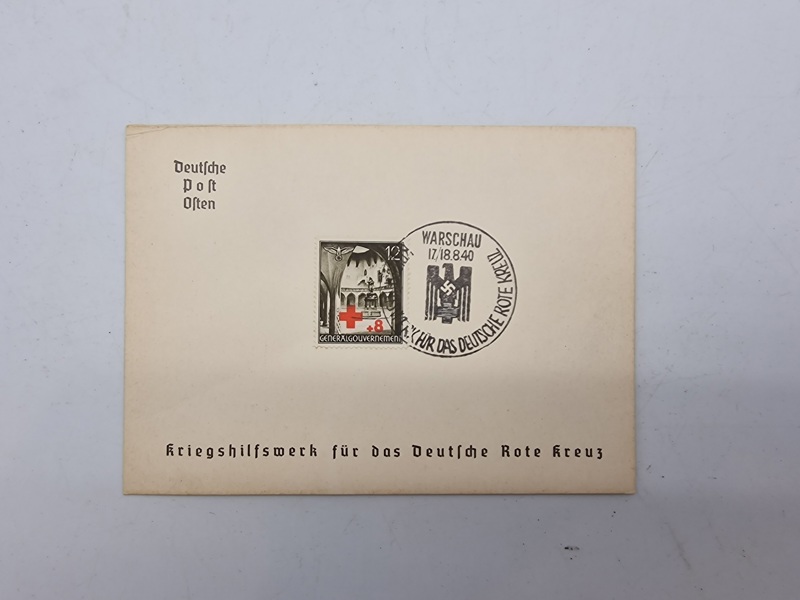 Deutsche
Post
Osten
12
+8
GENERALGOUVERNEMENT
WARSCHAU
17./18.8.40
FÜR DAS DEUTSCHE ROTE KREUZ
Kriegshilfswerk für das Deutsche Rote Kreuz